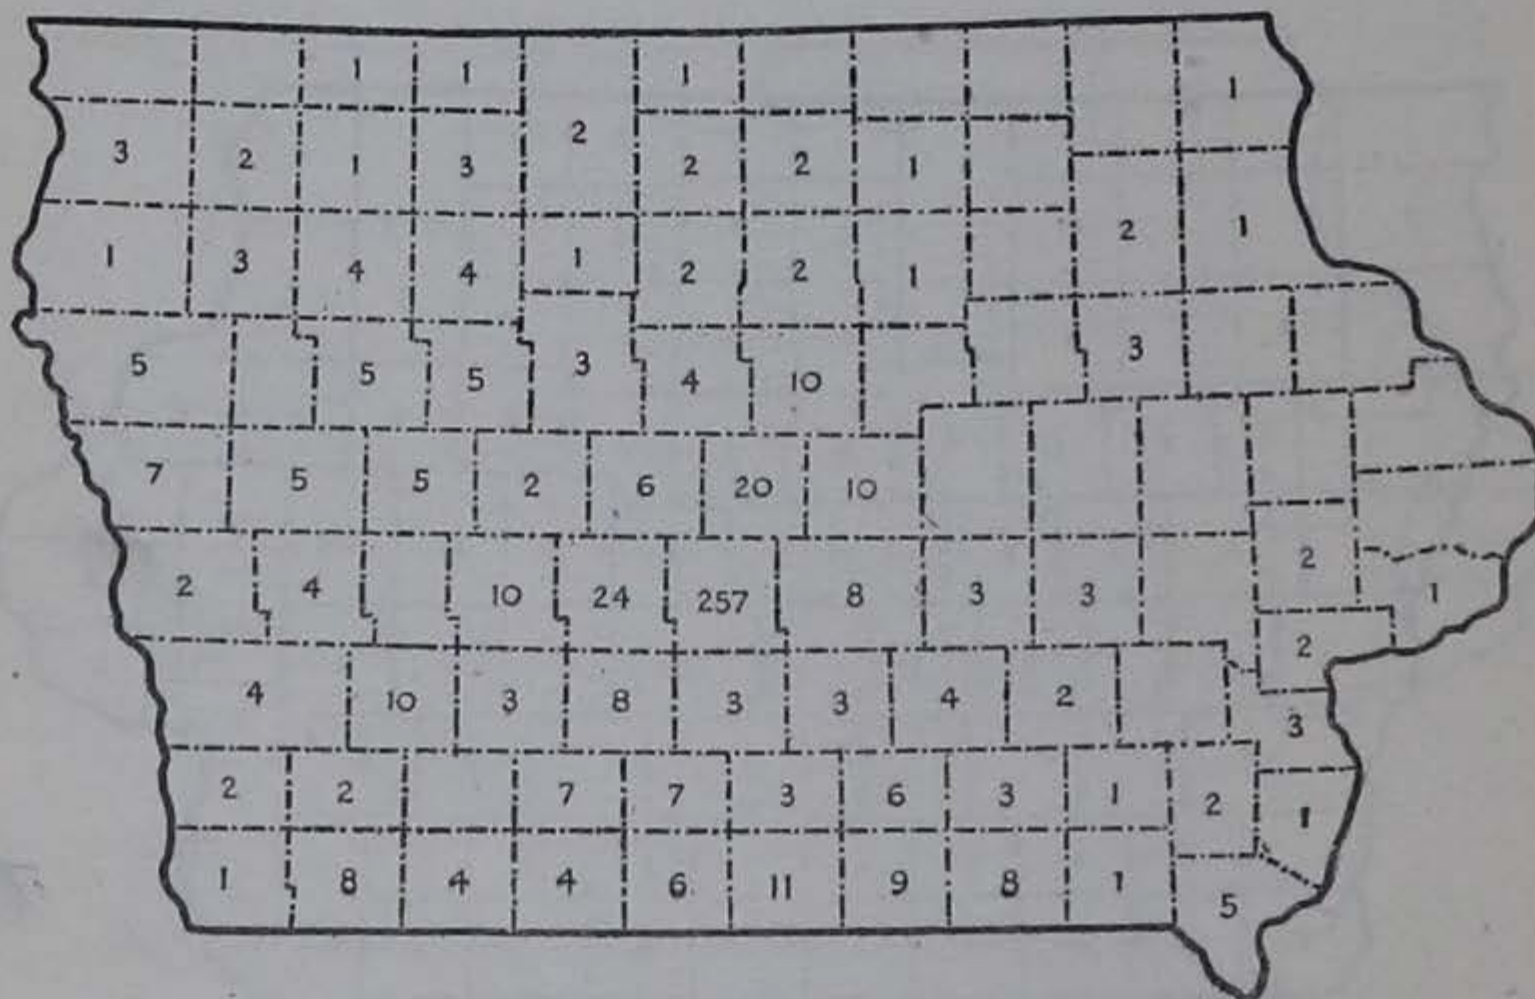 1 1 1 1
3 2 1 3 2 2 2 1
1 3 4 4 1 2 2 1 2 1
5 5 5 3 4 10 3
7 5 5 2 6 20 10
2 4 10 24 257 8 3 3 2 1
4 10 3 8 3 3 4 2 2
3
2 2 7 7 3 6 3 1 2 1
1 8 4 4 6 11 9 8 1 5